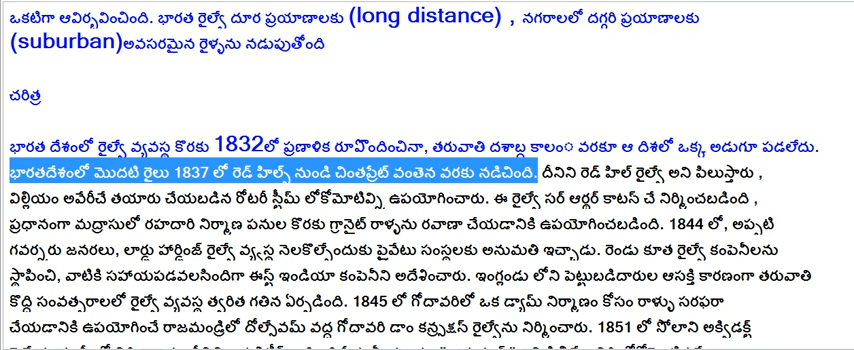 ఒకటిగా ఆవిర్భవించింది. భారత రైల్వే దూర ప్రయాణాలకు (long distance) , నగరాలలో దగ్గరి ప్రయాణాలకు
(suburban)అవసరమైన రైళ్ళను నడుపుతోంది
చరిత్ర
భారత దేశంలో రైల్వే వ్యవస్థ కొరకు 1832లో ప్రణాళిక రూపొందించినా, తరువాతి దశాబ్ద కాలం వరకూ ఆ దిశలో ఒక్క అడుగూ పడలేదు.
భారతదేశంలో మొదటి రైలు 1837 లో రెడ్ హిల్స్ నుండి చింతాద్రీపేట్ వంతెన వరకు నడిచింది. దీనిని రెడ్ హిల్ రైల్వే అని పిలుస్తారు ,
విల్లియం అవేరీచే తయారు చేయబడిన రోటరీ స్టీమ్ లోకోమోటివ్ని ఉపయోగించారు. ఈ రైల్వే సర్ ఆర్థర్ కాటన్ చే నిర్మించబడింది ,
ప్రధానంగా మద్రాసులో రహదారి నిర్మాణ పనుల కొరకు గ్రానైట్ రాళ్ళను రవాణా చేయడానికి ఉపయోగించబడింది. 1844 లో, అప్పటి
గవర్నరు జనరలు, లార్డు హార్డింజ్ రైల్వే వ్యవస్థ నెలకొల్పేందుకు ప్రైవేటు సంస్థలకు అనుమతి ఇచ్చాడు. రెండు కూత రైల్వే కంపెనీలను
స్థాపించి, వాటికి సహాయపడవలసిందిగా ఈస్ట్ ఇండియా కంపెనీని అదేశించారు. ఇంగ్లండు లోని పెట్టుబడిదారుల ఆసక్తి కారణంగా తరువాతి
కొద్ది సంవత్సరాలలో రైల్వే వ్యవస్థ త్వరిత గతిన ఏర్పడింది. 1845 లో గోదావరిలో ఒక డ్యామ్ నిర్మాణం కోసం రాళ్ళు సరఫరా
చేయడానికి ఉపయోగించే రాజమండ్రిలో దోల్సేవమ్ వద్ద గోదావరి డాం కన్స్ట్రక్షన్ రైల్వేను నిర్మించారు. 1851 లో సోలాని అక్విడక్ట్